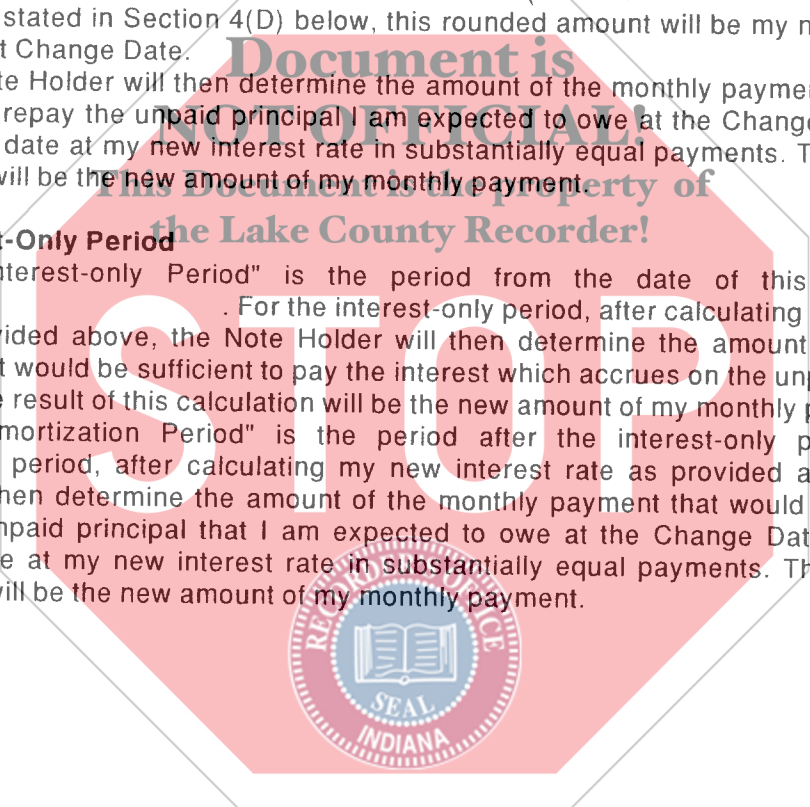 stated in Section 4(D) below, this rounded amount will be my n
t Change Date.
Document is
te Holder will then determine the amount of the monthly payme
repay the unpaid principal I am expected to owe at the Chang
NOT OFFICIAL!
date at my new interest rate in substantially equal payments. T
will be the new amount of my monthly payment.
This Document is the property of
the Lake County Recorder!
t-Only Period
nterest-only Period" is the period from the date of this
. For the interest-only period, after calculating
vided above, the Note Holder will then determine the amount
t would be sufficient to pay the interest which accrues on the unp
e result of this calculation will be the new amount of my monthly p
mortization Period" is the period after the interest-only p
period, after calculating my new interest rate as provided a
hen determine the amount of the monthly payment that would
npaid principal that I am expected to owe at the Change Dat
e at my new interest rate in substantially equal payments. Th
will be the new amount of my monthly payment.
STOP
RECORDER'S OFFICE
SEAL
INDIANA